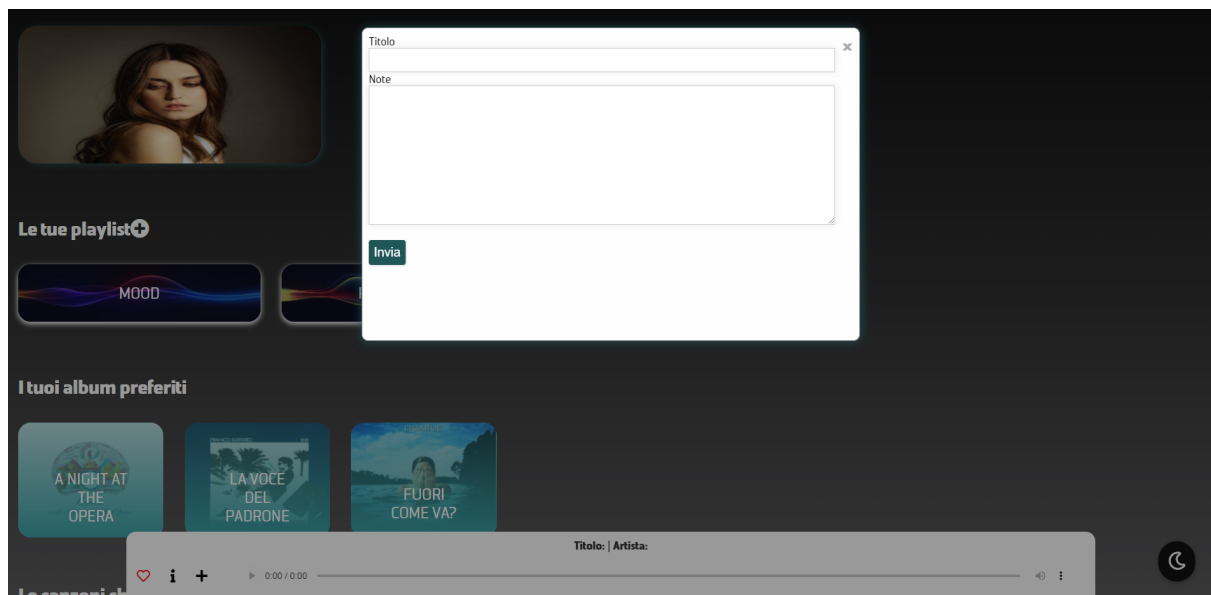 Titolo
×
Note
Invia
Le tue playlist
MOOD
I tuoi album preferiti
A NIGHT AT
THE
OPERA
LA VOCE
DEL
PADRONE
FUORI
COME VA?
Titolo: | Artista:
0:00 / 0:00